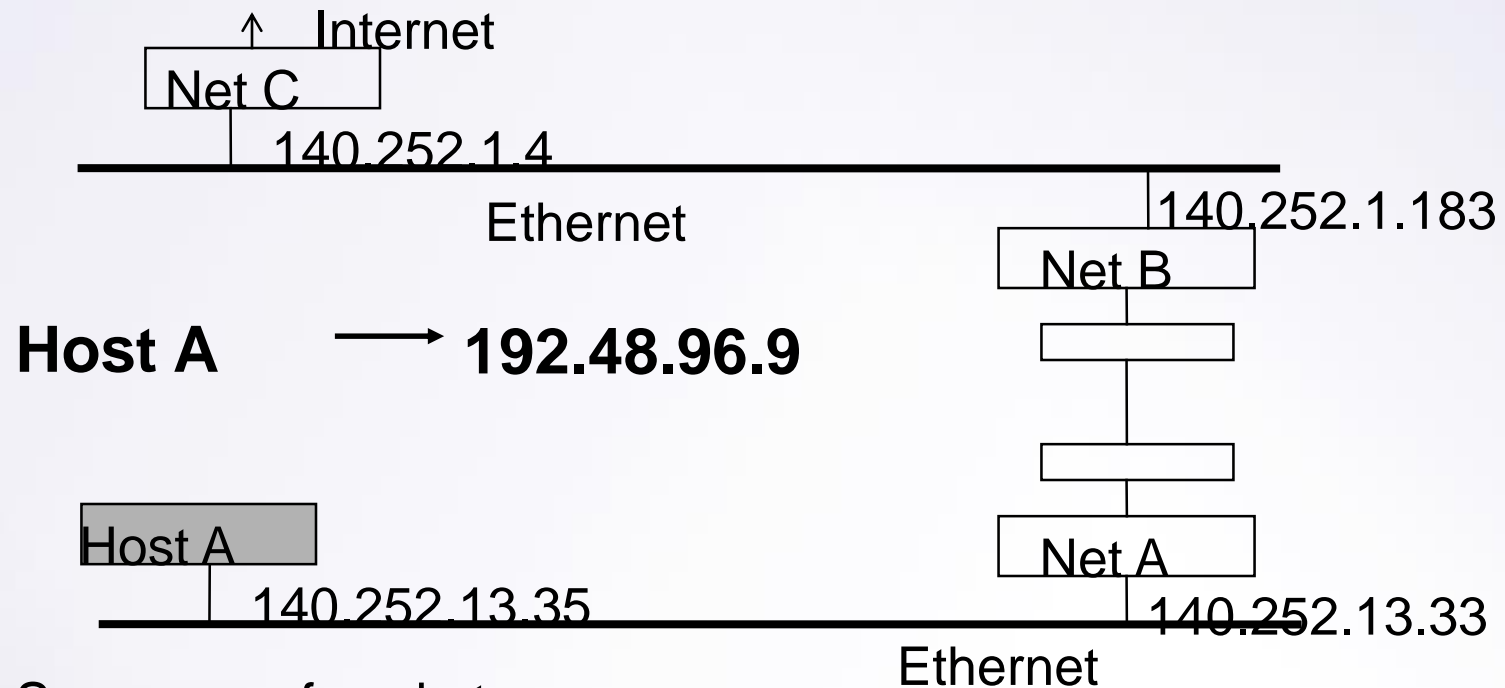 Internet
Net C
140.252.1.4
Ethernet
140.252.1.183
Net B
Host A → 192.48.96.9
Host A
Net A
140.252.13.35
140.252.13.33
Ethernet